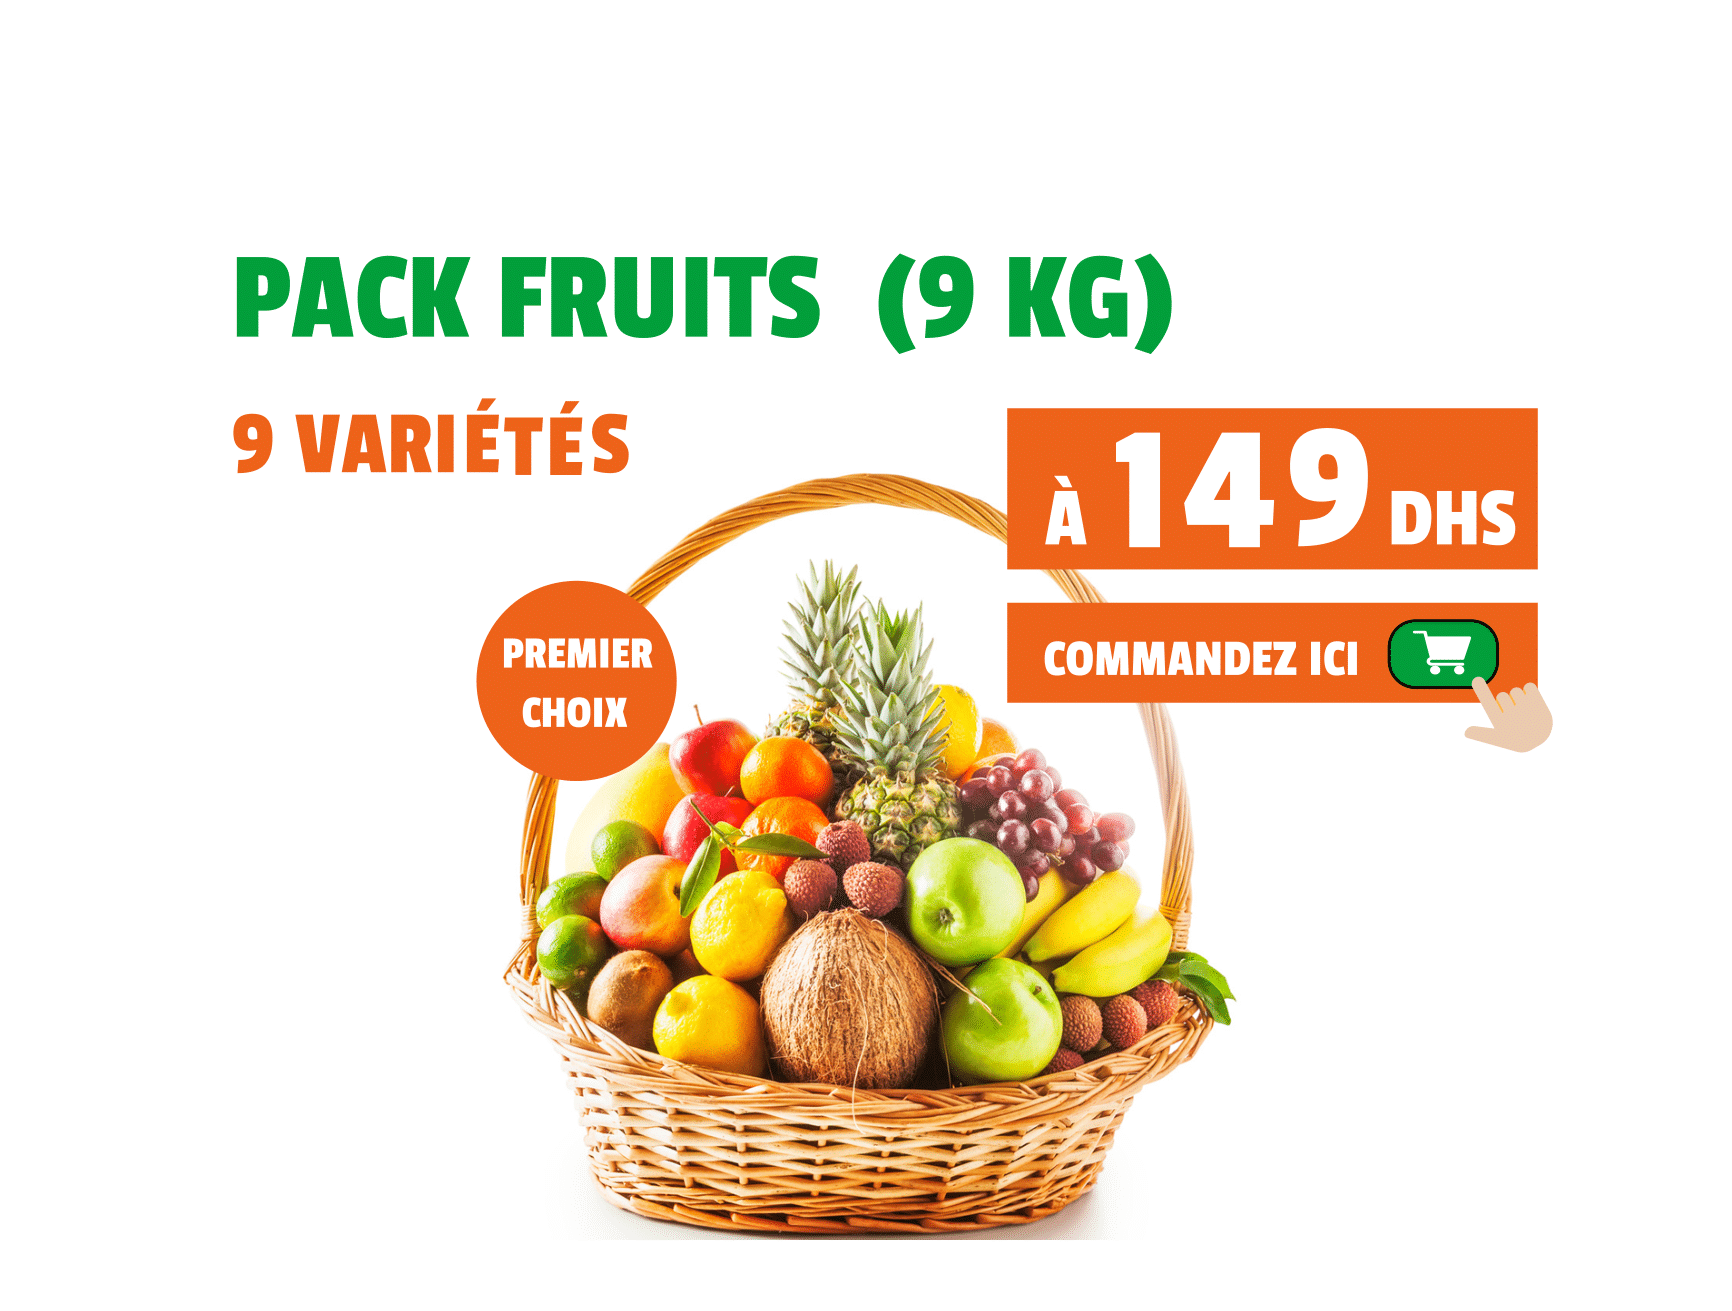 PACK FRUITS (9 KG)
9 VARIÉTÉS
À 149 DHS
COMMANDEZ ICI
PREMIER
CHOIX